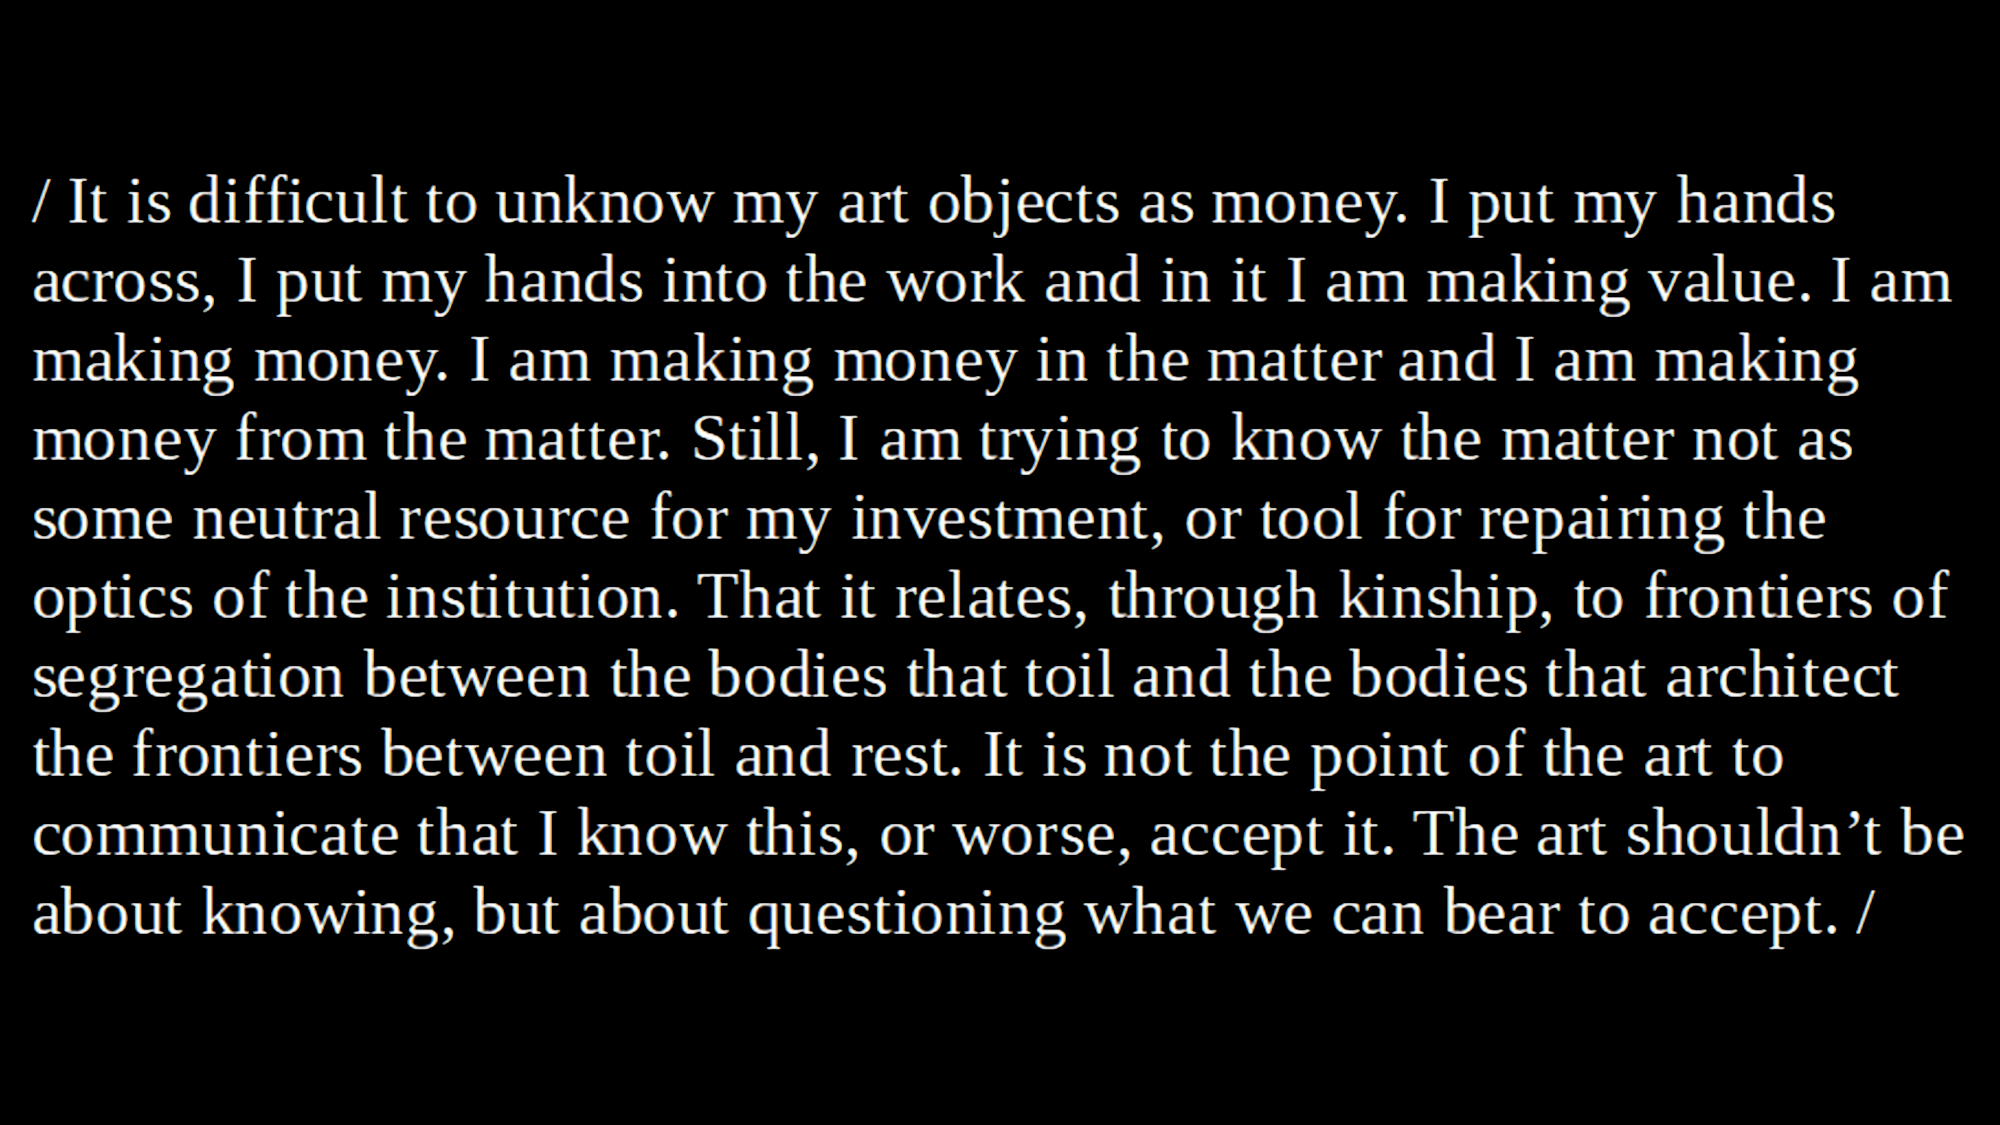 / It is difficult to unknow my art objects as money. I put my hands
across, I put my hands into the work and in it I am making value. I am
making money. I am making money in the matter and I am making
money from the matter. Still, I am trying to know the matter not as
some neutral resource for my investment, or tool for repairing the
optics of the institution. That it relates, through kinship, to frontiers of
segregation between the bodies that toil and the bodies that architect
the frontiers between toil and rest. It is not the point of the art to
communicate that I know this, or worse, accept it. The art shouldn’t be
about knowing, but about questioning what we can bear to accept. /